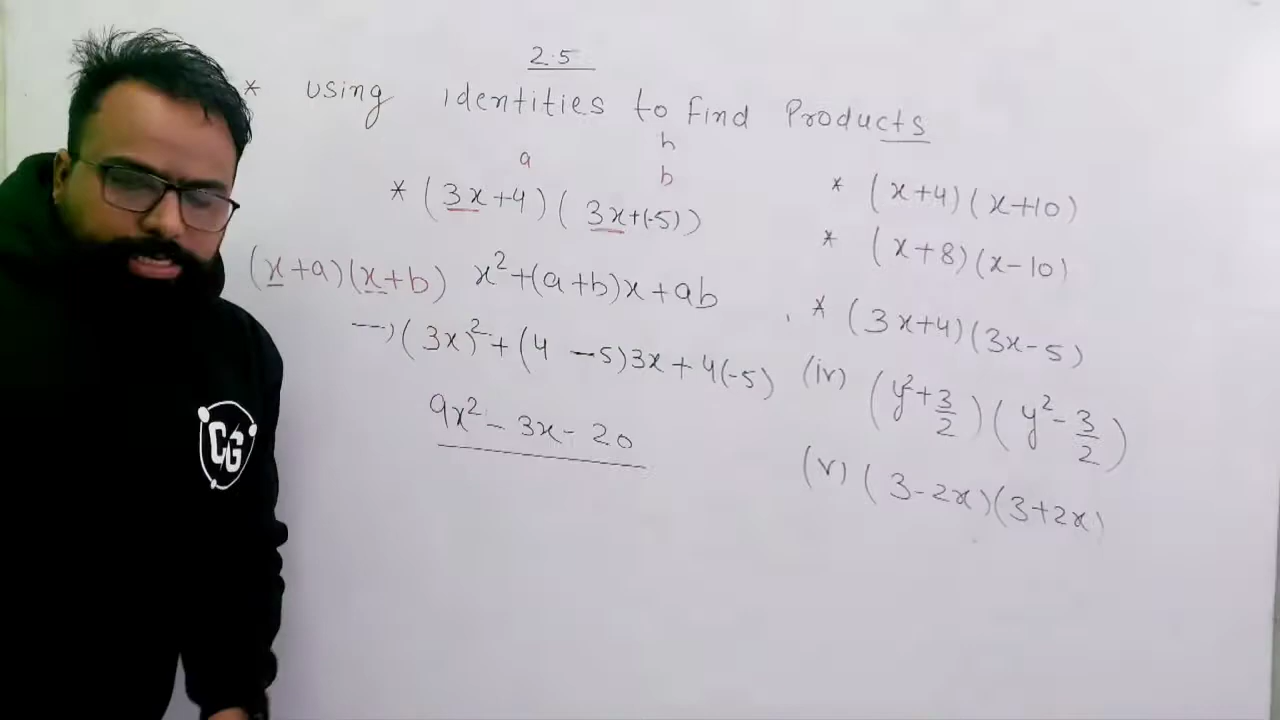 2.5
* using identities to find Products
h
a b
* (3x+4)(3x+(-5))
(x+a)(x+b) x²+(a+b)x+ab
→(3x)²+(4 -5)3x+4(-5)
9x²-3x-20
* (x+4)(x+10)
* (x+8)(x-10)
* (3x+4)(3x-5)
(iv) (y²+3/2)(y²-3/2)
(v) (3-2x)(3+2x)
CG